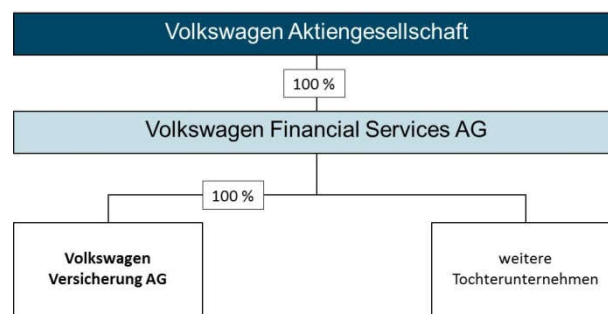 Volkswagen Aktiengesellschaft
100 %
Volkswagen Financial Services AG
100 %
Volkswagen
Versicherung AG
weitere
Tochterunternehmen